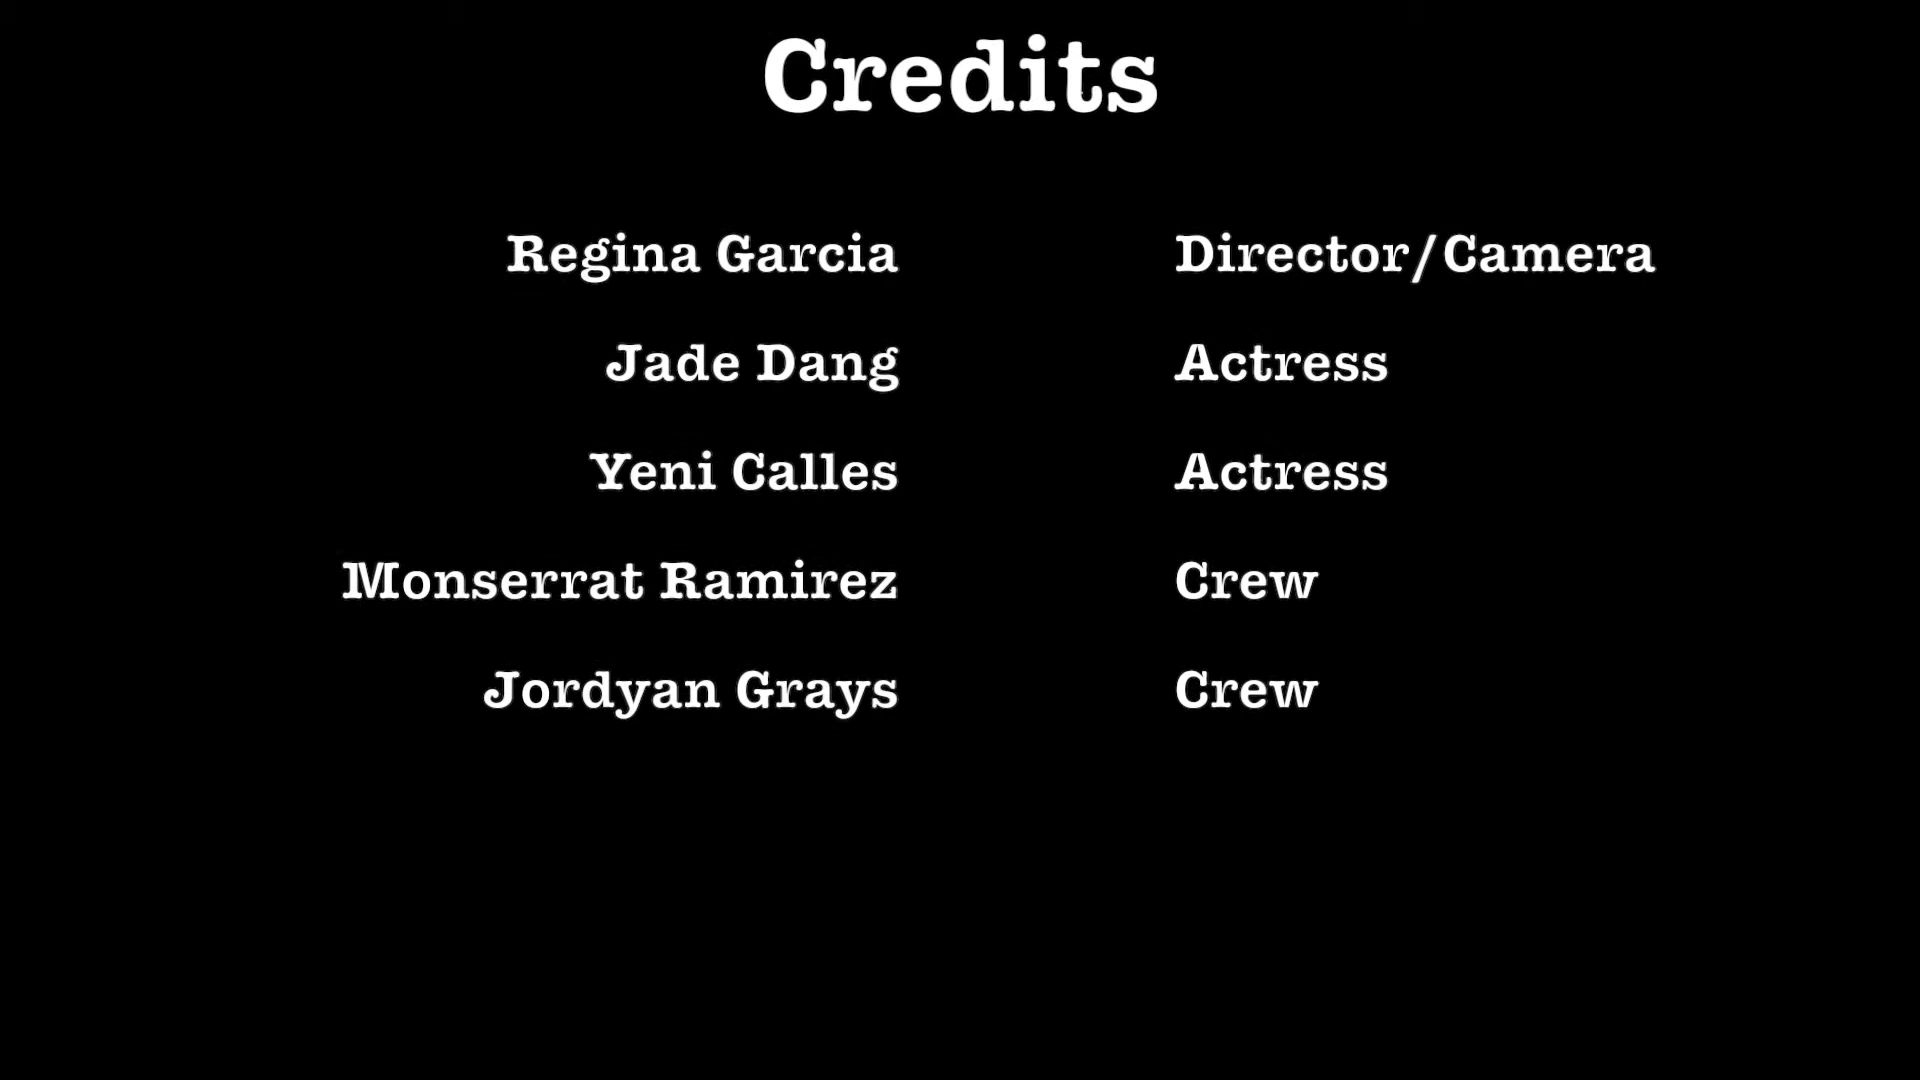 Credits
Regina Garcia Director/Camera
Jade Dang Actress
Yeni Calles Actress
Monserrat Ramirez Crew
Jordyan Grays Crew